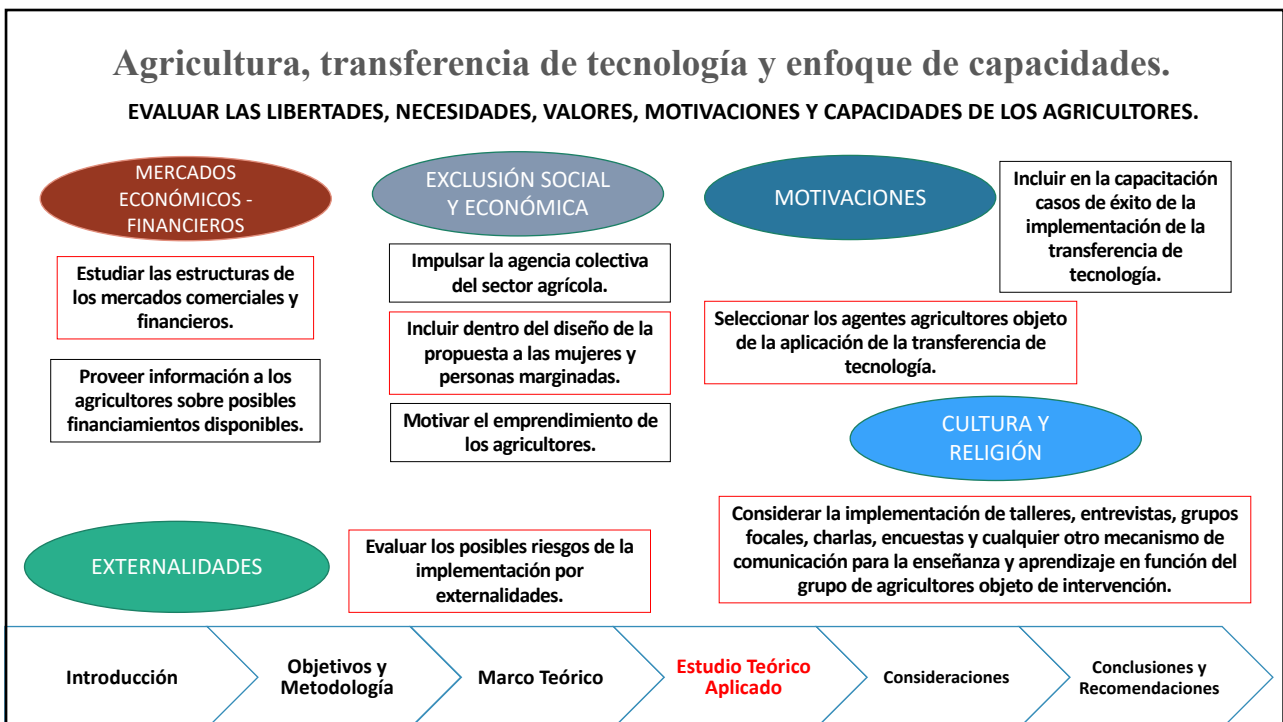 Agricultura, transferencia de tecnología y enfoque de capacidades.
EVALUAR LAS LIBERTADES, NECESIDADES, VALORES, MOTIVACIONES Y CAPACIDADES DE LOS AGRICULTORES.
MERCADOS
ECONÓMICOS -
FINANCIEROS
Estudiar las estructuras de
los mercados comerciales y
financieros.
Proveer información a los
agricultores sobre posibles
financiamientos disponibles.
EXCLUSIÓN SOCIAL
Y ECONÓMICA
Impulsar la agencia colectiva
del sector agrícola.
Incluir dentro del diseño de la
propuesta a las mujeres y
personas marginadas.
Motivar el emprendimiento de
los agricultores.
MOTIVACIONES
Incluir en la capacitación
casos de éxito de la
implementación de la
transferencia de
tecnología.
Seleccionar los agentes agricultores objeto
de la aplicación de la transferencia de
tecnología.
CULTURA Y
RELIGIÓN
Considerar la implementación de talleres, entrevistas, grupos
focales, charlas, encuestas y cualquier otro mecanismo de
comunicación para la enseñanza y aprendizaje en función del
grupo de agricultores objeto de intervención.
EXTERNALIDADES
Evaluar los posibles riesgos de la
implementación por
externalidades.
Introducción
Objetivos y
Metodología
Marco Teórico
Estudio Teórico
Aplicado
Consideraciones
Conclusiones y
Recomendaciones